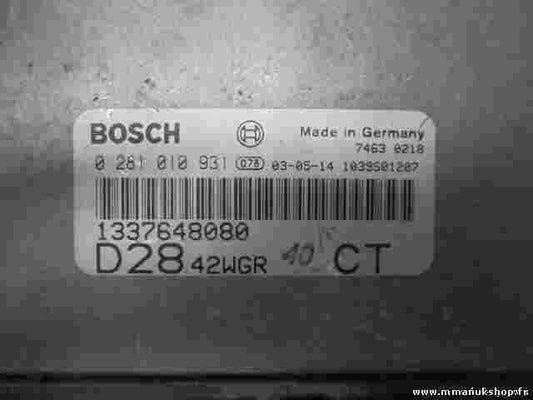 BOSCH Made in Germany
7463 0218
0 281 010 931 078 03-05-14 1039S01207
1337648080
D28 42WGR 40 CT
www.mmanukshop.fr